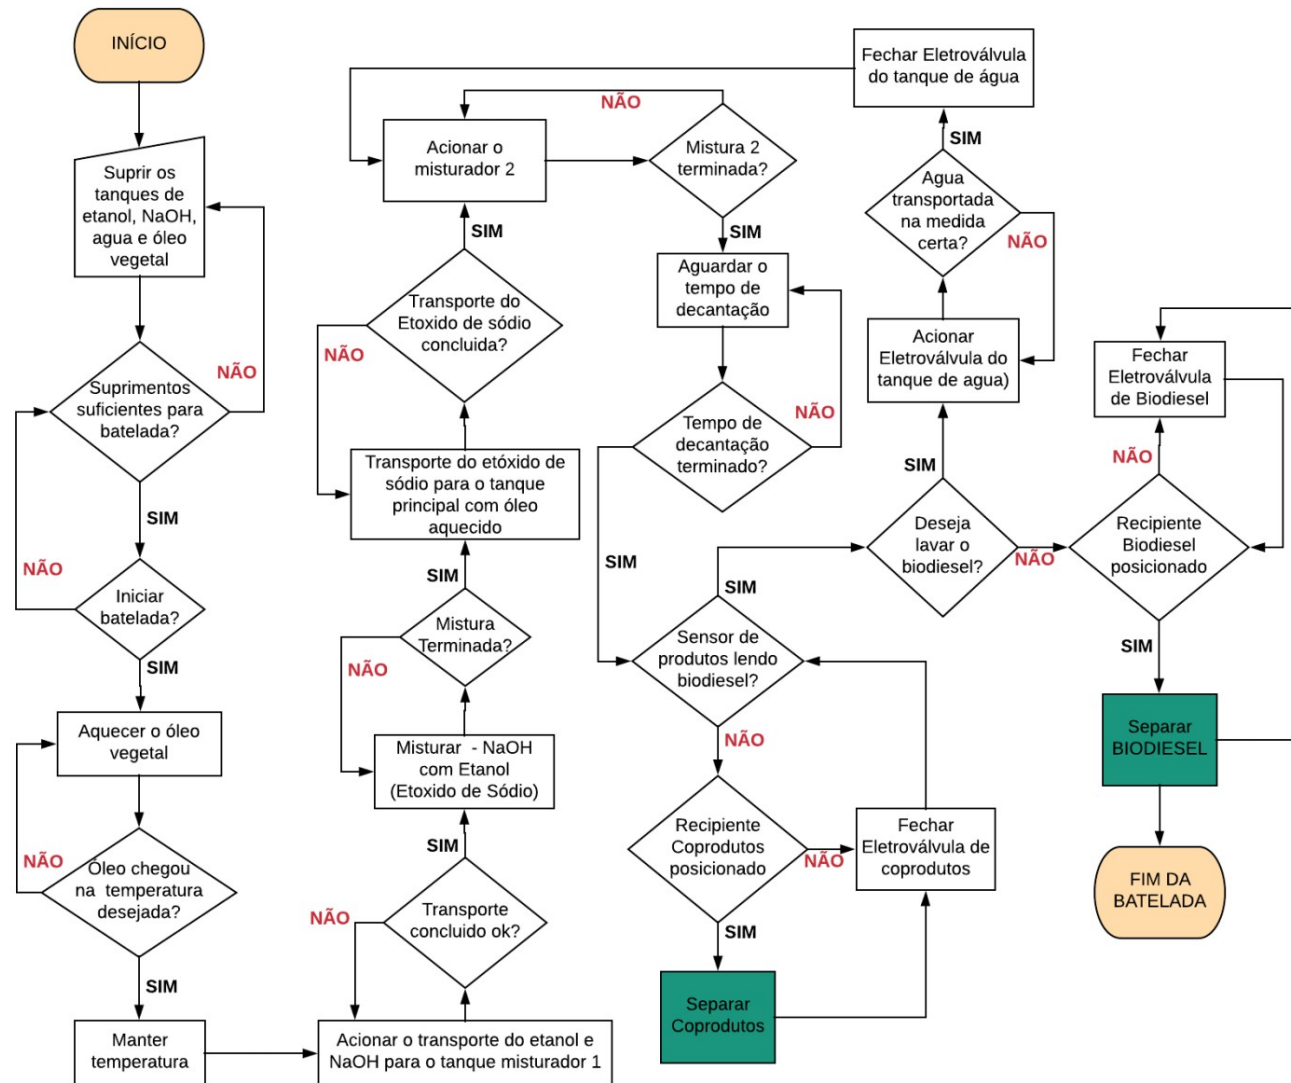 INÍCIO
Suprir os
tanques de
etanol, NaOH,
agua e óleo
vegetal
NÃO
Suprimentos
suficientes para
batelada?
SIM
NÃO
Iniciar
batelada?
SIM
Aquecer o óleo
vegetal
NÃO
Óleo chegou
na temperatura
desejada?
SIM
Manter
temperatura
Acionar o transporte do etanol e
NaOH para o tanque misturador 1
NÃO
Transporte
concluido ok?
SIM
Misturar - NaOH
com Etanol
(Etoxido de Sódio)
NÃO
Mistura
Terminada?
SIM
Transporte do etóxido de
sódio para o tanque
principal com óleo
aquecido
NÃO
Transporte do
Etoxido de sódio
concluida?
SIM
Acionar o
misturador 2
NÃO
Mistura 2
terminada?
SIM
Aguardar o
tempo de
decantação
NÃO
Tempo de
decantação
terminado?
SIM
Sensor de
produtos lendo
biodiesel?
SIM
NÃO
Recipiente
Coprodutos
posicionado
NÃO
SIM
Separar
Coprodutos
Fechar
Eletroválvula de
coprodutos
Deseja
lavar o
biodiesel?
SIM
NÃO
Acionar
Eletroválvula do
tanque de agua)
Agua
transportada
na medida
certa?
NÃO
SIM
Fechar Eletroválvula
do tanque de água
Fechar
Eletroválvula
de Biodiesel
NÃO
Recipiente
Biodiesel
posicionado
SIM
Separar
BIODIESEL
FIM DA
BATELADA